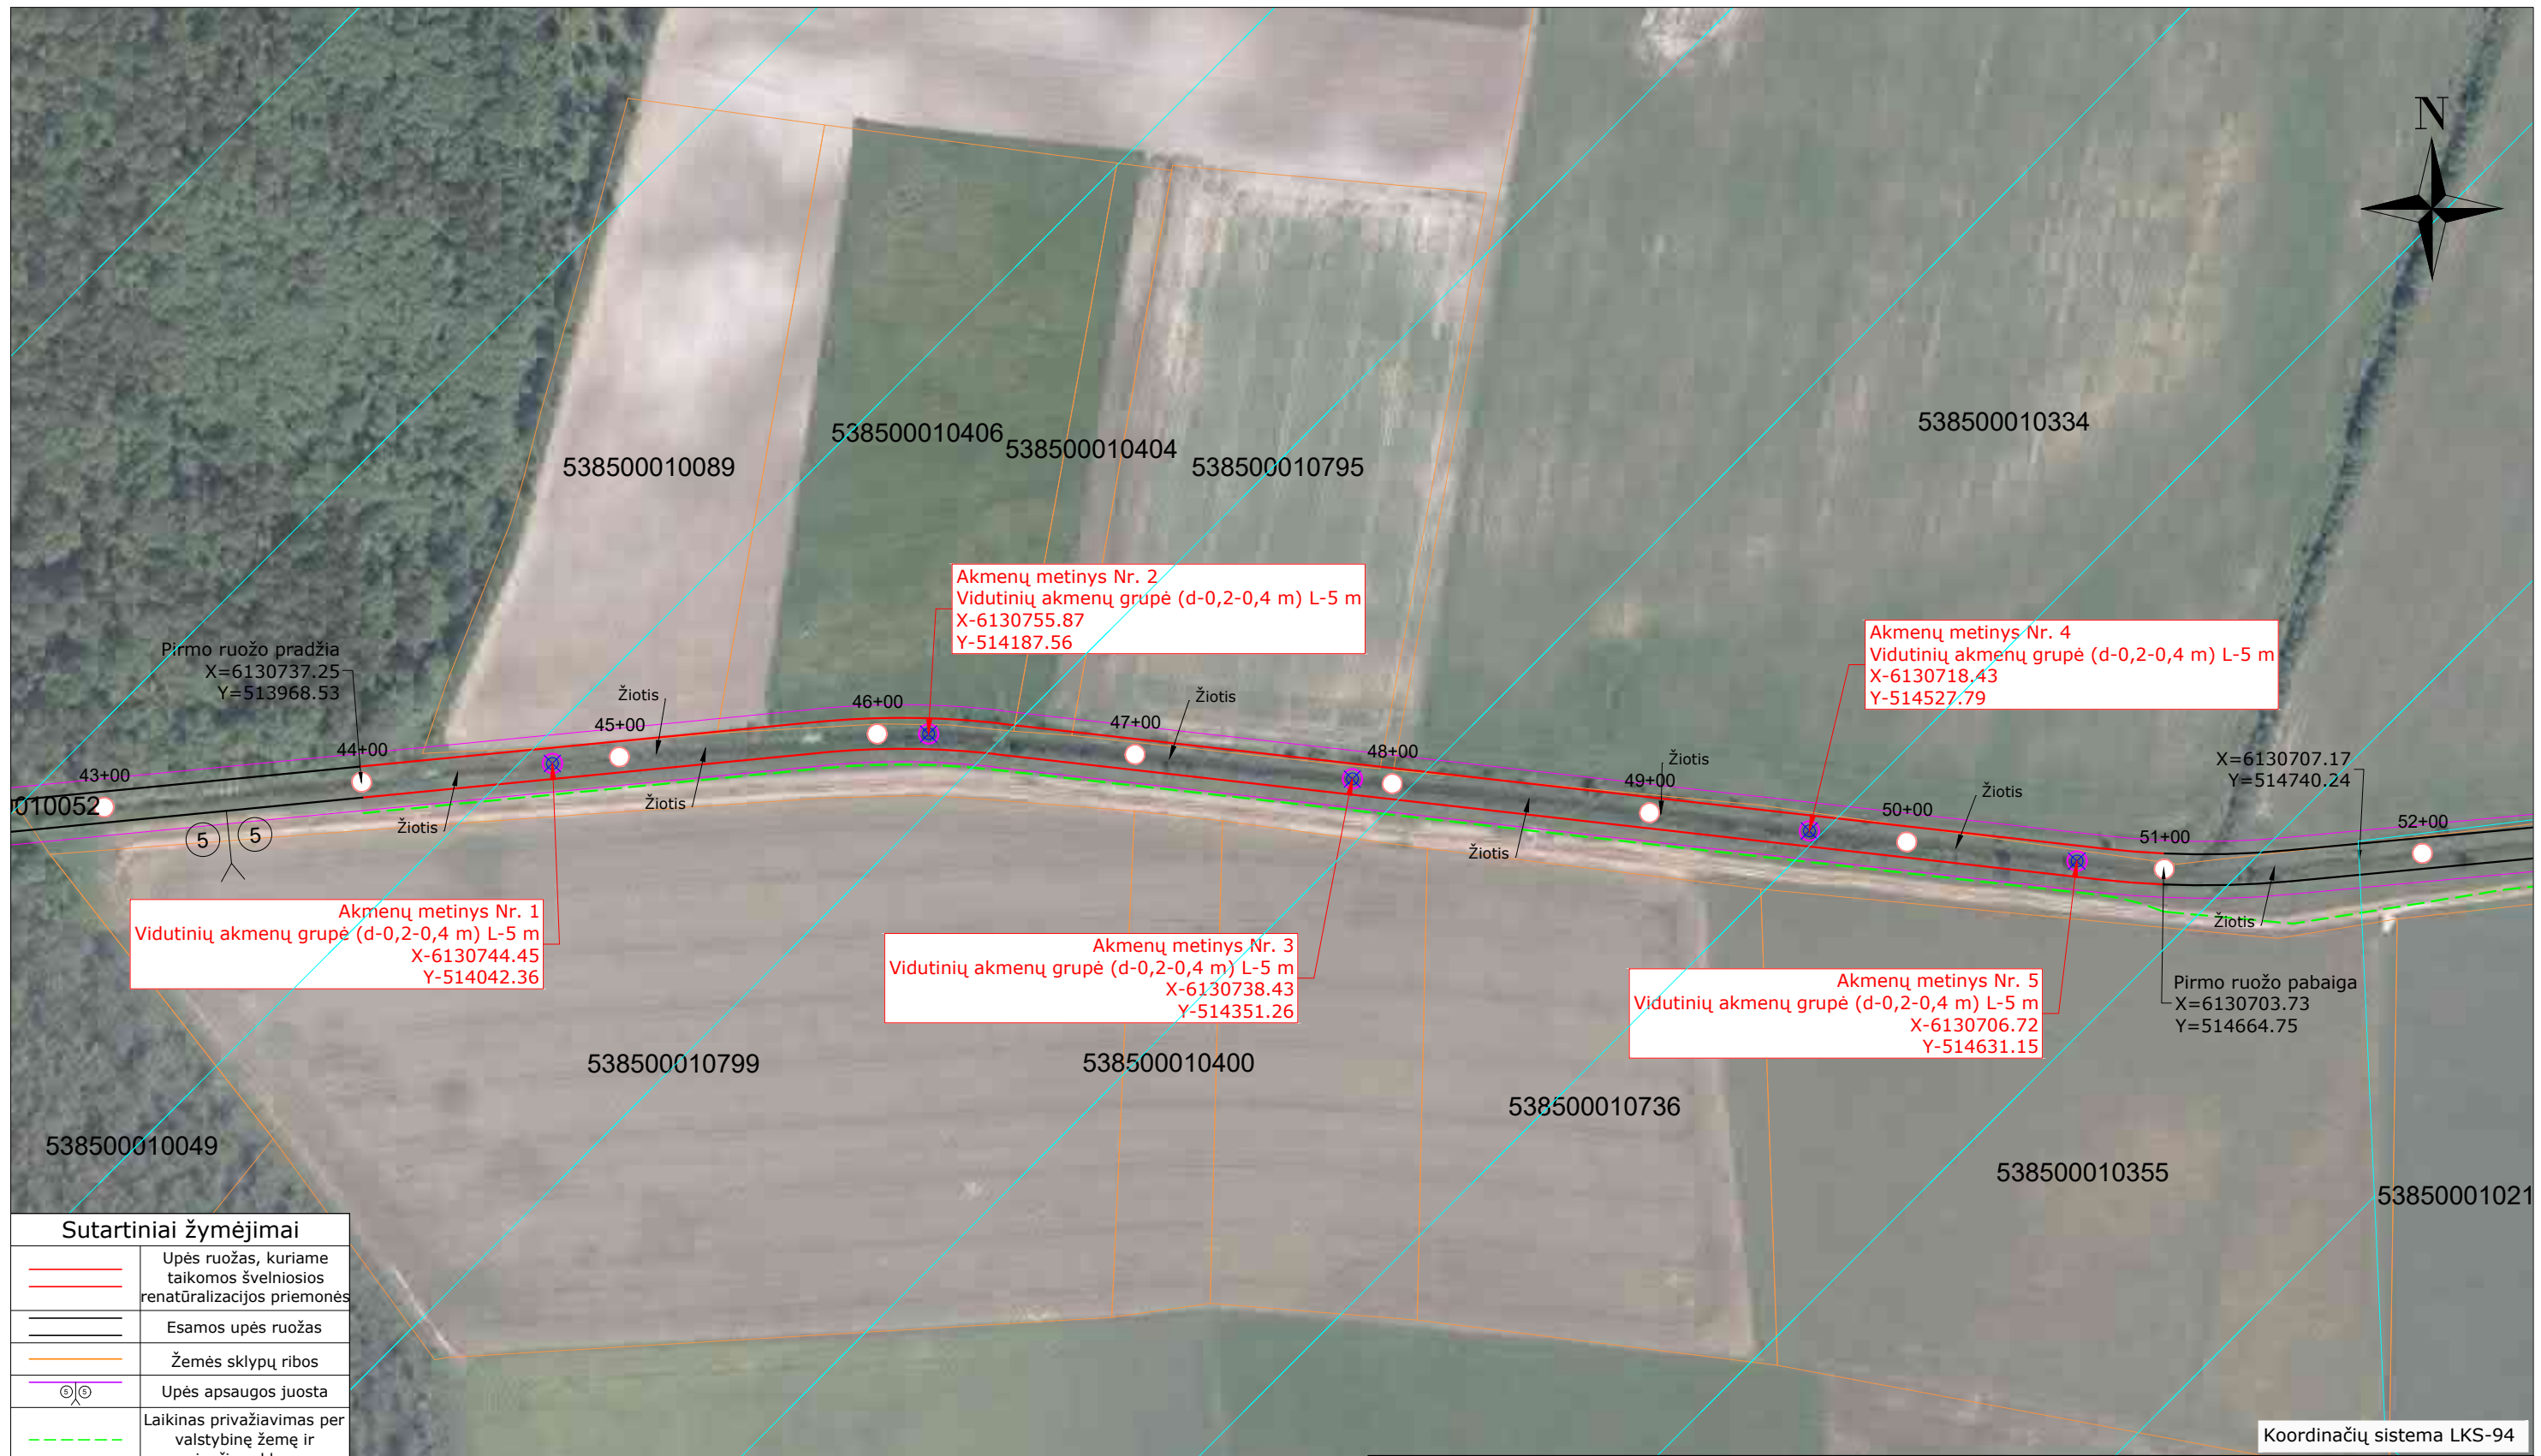 N
538500010334
538500010406
538500010404
538500010089
538500010795
Akmenų metinys Nr. 2
Vidutinių akmenų grupė (d-0,2-0,4 m) L-5 m
X-6130755.87
Y-514187.56
Akmenų metinys Nr. 4
Vidutinių akmenų grupė (d-0,2-0,4 m) L-5 m
X-6130718.43
Y-514527.79
Pirmo ruožo pradžia
X=6130737.25
Y=513968.53
Žiotis
Žiotis
43+00
44+00
45+00
46+00
47+00
48+00
49+00
50+00
51+00
52+00
Žiotis
Žiotis
X=6130707.17
Y=514740.24
010052
Žiotis
Žiotis
Žiotis
Žiotis
5
5
Akmenų metinys Nr. 1
Vidutinių akmenų grupė (d-0,2-0,4 m) L-5 m
X-6130744.45
Y-514042.36
Akmenų metinys Nr. 3
Vidutinių akmenų grupė (d-0,2-0,4 m) L-5 m
X-6130738.43
Y-514351.26
Akmenų metinys Nr. 5
Vidutinių akmenų grupė (d-0,2-0,4 m) L-5 m
X-6130706.72
Y-514631.15
Pirmo ruožo pabaiga
X=6130703.73
Y=514664.75
538500010799
538500010400
538500010736
538500010049
538500010355
53850001021
Sutartiniai žymėjimai
Upės ruožas, kuriame
taikomos švelniosios
renatūralizacijos priemonės
Esamos upės ruožas
Žemės sklypų ribos
5
5
Upės apsaugos juosta
Laikinas privažiavimas per
valstybinę žemę ir
Koordinačių sistema LKS-94